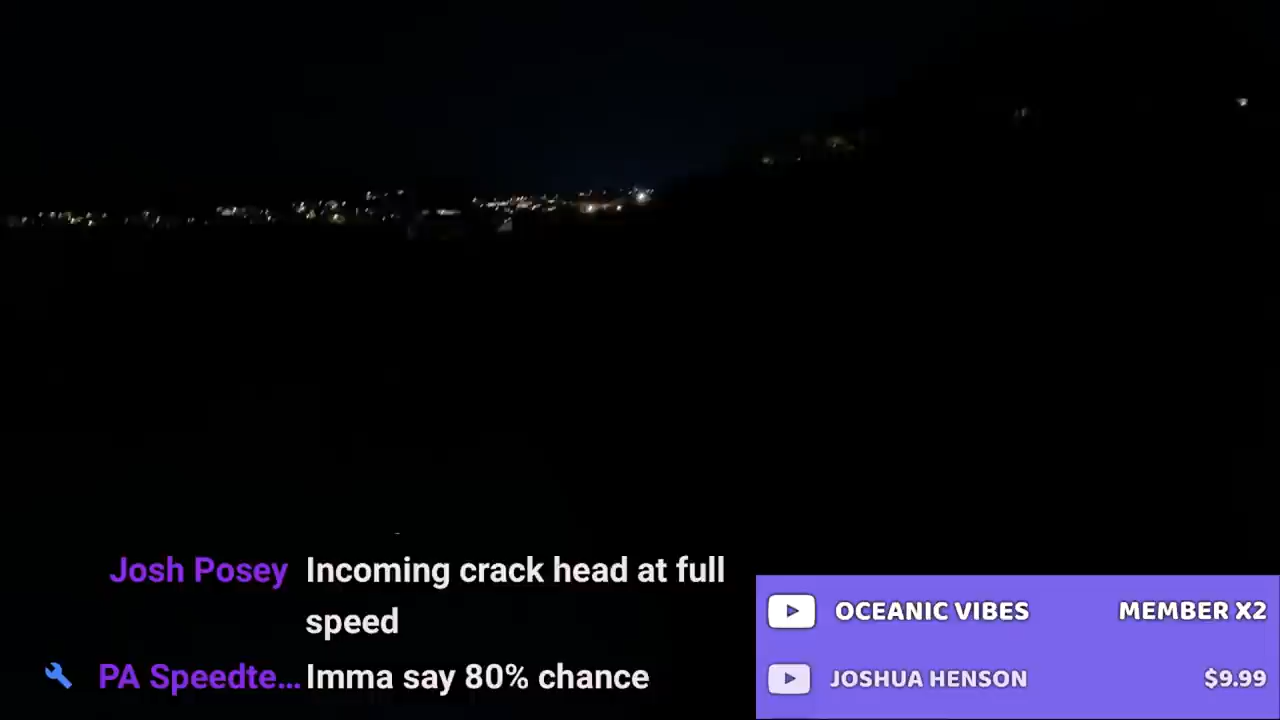 Josh Posey Incoming crack head at full
speed
PA Speedte... Imma say 80% chance
OCEANIC VIBES MEMBER X2
JOSHUA HENSON $9.99